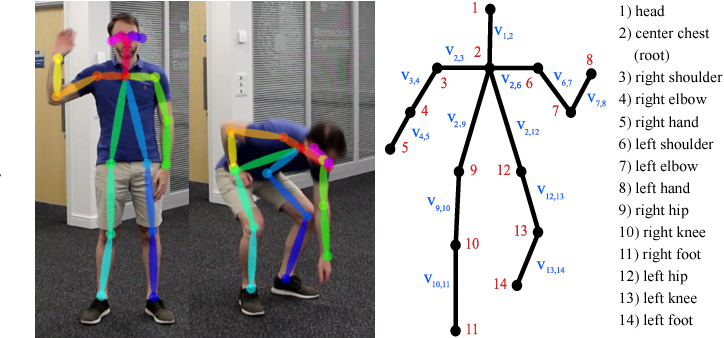 Biomedical
Engineering
1
V1,2
2
V2,3
V2,6
3
6
V3,4
V6,7
8
4
7
V7,8
V4,5
5
V2,9
V2,12
9
12
V9,10
V12,13
10
13
V10,11
V13,14
14
11
1) head
2) center chest
(root)
3) right shoulder
4) right elbow
5) right hand
6) left shoulder
7) left elbow
8) left hand
9) right hip
10) right knee
11) right foot
12) left hip
13) left knee
14) left foot